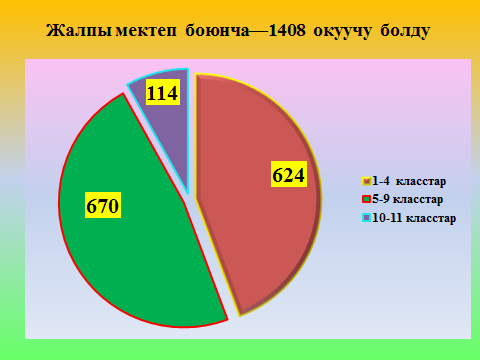 Жалпы мектеп боюнча—1408 окуучу болду
114
624
670
1-4 класстар
5-9 класстар
10-11 класстар